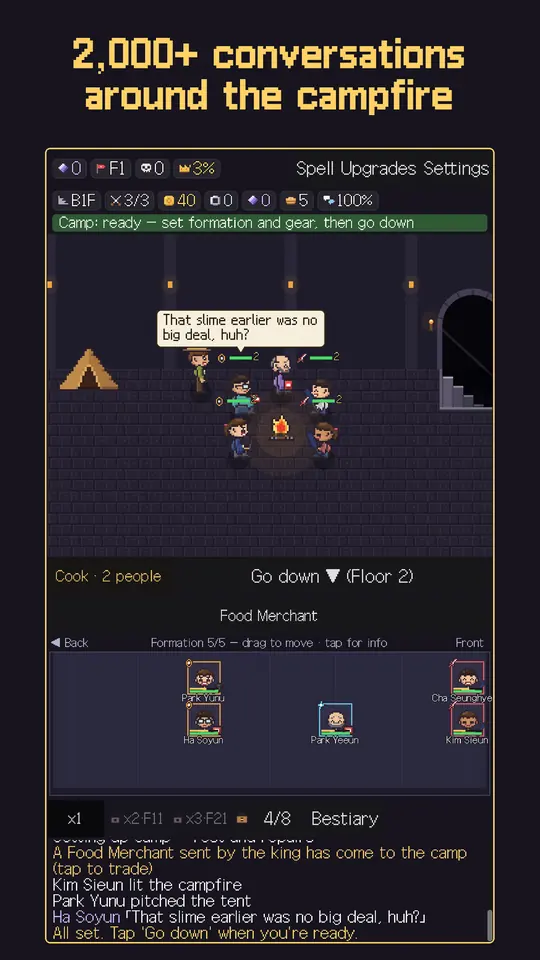 2,000+ conversations
around the campfire
0 F1 0 3% Spell Upgrades Settings
B1F 3/3 40 0 0 5 100%
Camp: ready — set formation and gear, then go down
That slime earlier was no
big deal, huh?
2 2
2 2
Cook · 2 people Go down ▼ (Floor 2)
Food Merchant
◀ Back Formation 5/5 — drag to move · tap for info Front
Park Yunu Cha Seunghye
Ha Soyun Park Yeeun Kim Sieun
x1 x2·F11 x3·F21 4/8 Bestiary
A Food Merchant sent by the king has come to the camp
(tap to trade)
Kim Sieun lit the campfire
Park Yunu pitched the tent
Ha Soyun「That slime earlier was no big deal, huh?」
All set. Tap 'Go down' when you're ready.